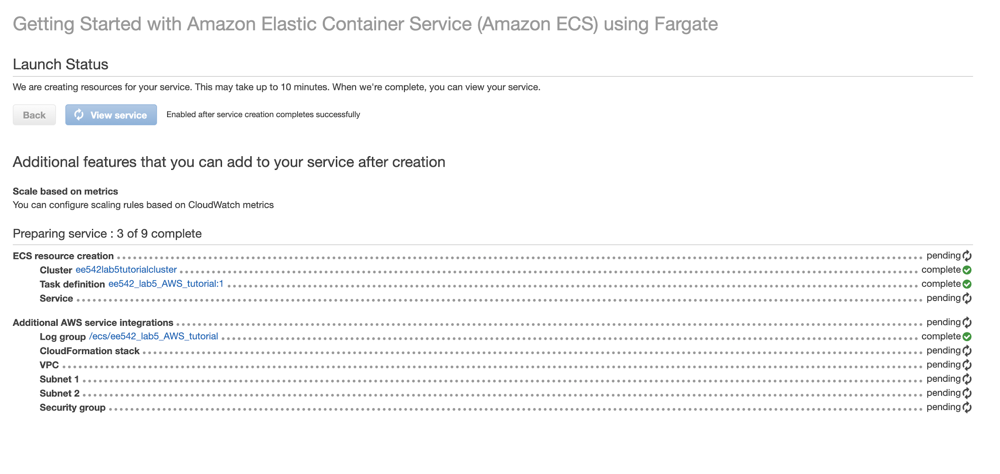 Getting Started with Amazon Elastic Container Service (Amazon ECS) using Fargate
Launch Status
We are creating resources for your service. This may take up to 10 minutes. When we're complete, you can view your service.
Back View service Enabled after service creation completes successfully
Additional features that you can add to your service after creation
Scale based on metrics
You can configure scaling rules based on CloudWatch metrics
Preparing service : 3 of 9 complete
ECS resource creation pending
Cluster ee542lab5tutorialcluster complete
Task definition ee542_lab5_AWS_tutorial:1 complete
Service pending
Additional AWS service integrations pending
Log group /ecs/ee542_lab5_AWS_tutorial complete
CloudFormation stack pending
VPC pending
Subnet 1 pending
Subnet 2 pending
Security group pending